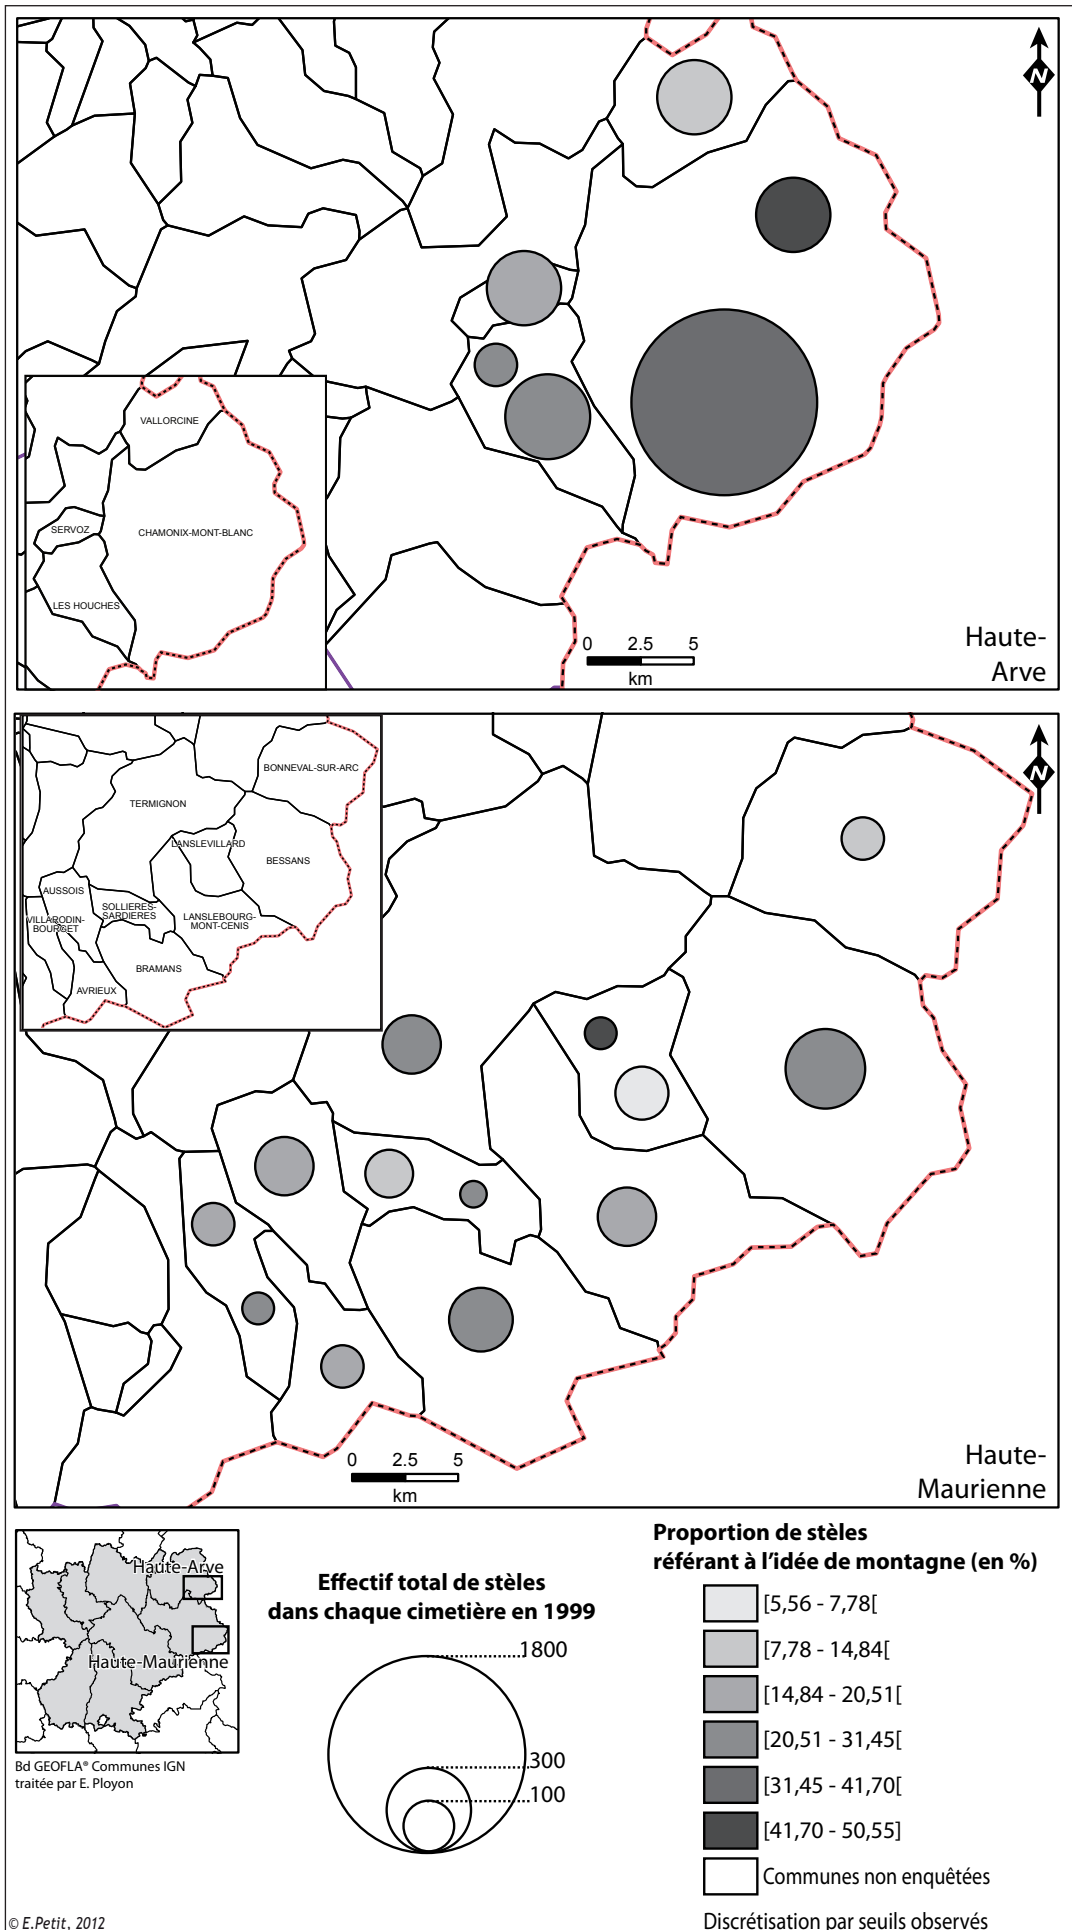 N
VALLORCINE
SERVOZ
CHAMONIX-MONT-BLANC
LES HOUCHES
0 2.5 5
km
Haute-
Arve
N
BONNEVAL-SUR-ARC
TERMIGNON
LANSLEVILLARD
BESSANS
AUSSOIS
SOLLIERES-
SARDIERES
VILLARODIN-
BOURGET
LANSLEBOURG-
MONT-CENIS
BRAMANS
AVRIEUX
0 2.5 5
km
Haute-
Maurienne
Haute-Arve
Haute-Maurienne
Bd GEOFLA® Communes IGN
traitée par E. Ployon
Effectif total de stèles
dans chaque cimetière en 1999
1800
300
100
Proportion de stèles
référant à l’idée de montagne (en %)
[5,56 - 7,78[
[7,78 - 14,84[
[14,84 - 20,51[
[20,51 - 31,45[
[31,45 - 41,70[
[41,70 - 50,55]
Communes non enquêtées
Discrétisation par seuils observés
© E.Petit, 2012